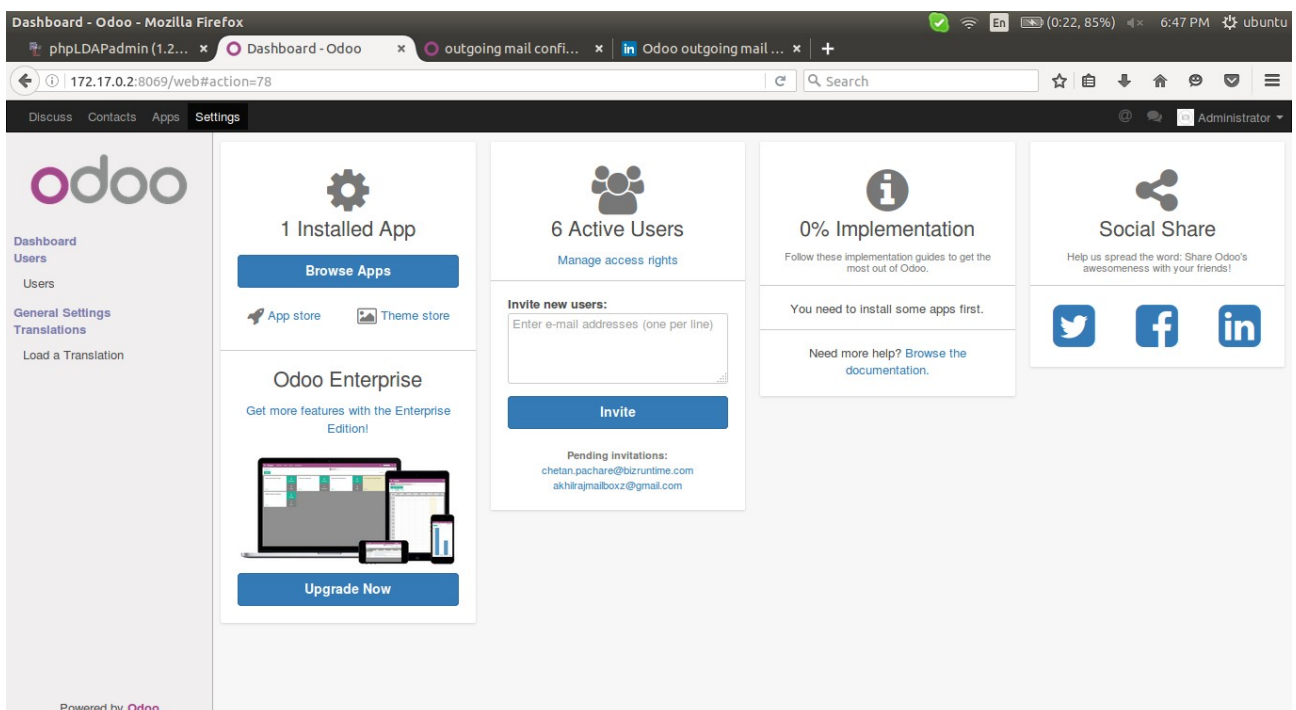 Dashboard - Odoo - Mozilla Firefox
En (0:22, 85%) 6:47 PM ubuntu
phpLDAPadmin (1.2... × Dashboard - Odoo × outgoing mail confi... × in Odoo outgoing mail ... × +
172.17.0.2:8069/web#action=78
Search
Discuss Contacts Apps Settings @ Administrator
odoo
Dashboard
Users
Users
General Settings
Translations
Load a Translation
Powered by Odoo
1 Installed App
Browse Apps
App store Theme store
Odoo Enterprise
Get more features with the Enterprise
Edition!
Upgrade Now
6 Active Users
Manage access rights
Invite new users:
Enter e-mail addresses (one per line)
Invite
Pending invitations:
chetan.pachare@bizruntime.com
akhilrajmailboxz@gmail.com
0% Implementation
Follow these implementation guides to get the
most out of Odoo.
You need to install some apps first.
Need more help? Browse the
documentation.
Social Share
Help us spread the word: Share Odoo's
awesomeness with your friends!
in